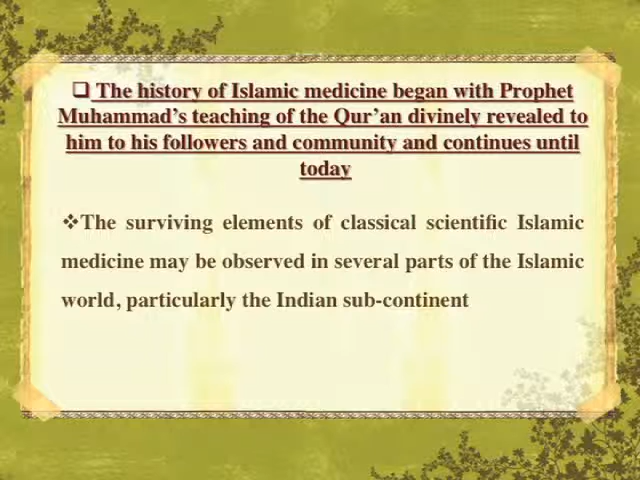 ❑ The history of Islamic medicine began with Prophet
Muhammad’s teaching of the Qur’an divinely revealed to
him to his followers and community and continues until
today
❖The surviving elements of classical scientific Islamic
medicine may be observed in several parts of the Islamic
world, particularly the Indian sub-continent